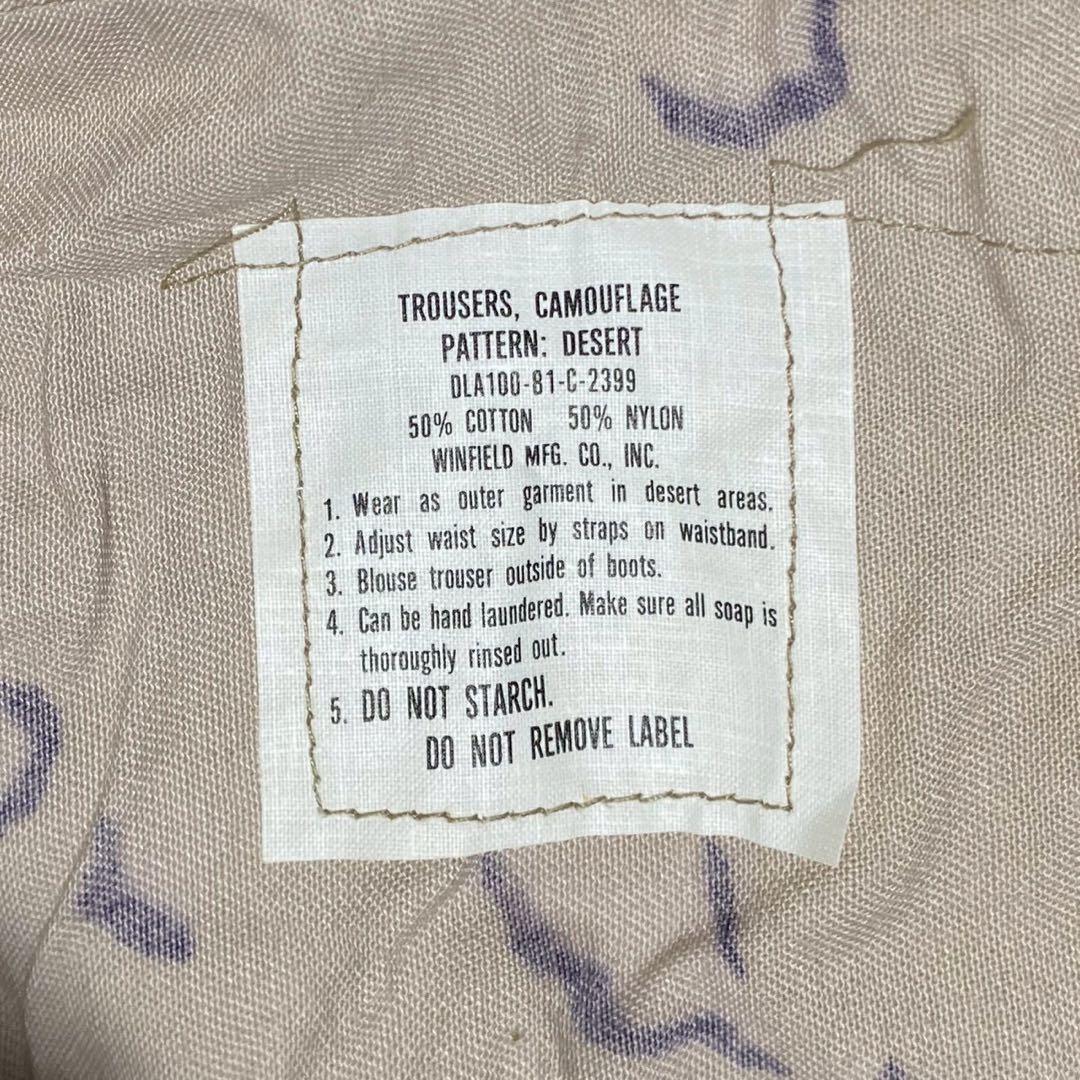 TROUSERS, CAMOUFLAGE
PATTERN: DESERT
DLA100-81-C-2399
50% COTTON 50% NYLON
WINFIELD MFG. CO., INC.
1. Wear as outer garment in desert areas.
2. Adjust waist size by straps on waistband.
3. Blouse trouser outside of boots.
4. Can be hand laundered. Make sure all soap is
thoroughly rinsed out.
5. DO NOT STARCH.
DO NOT REMOVE LABEL